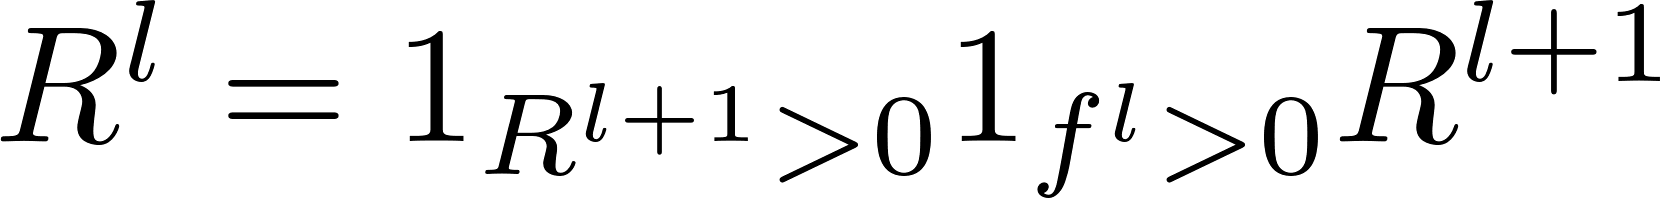 $R^l = 1_{R^{l+1}>0} 1_{f^l>0} R^{l+1}$